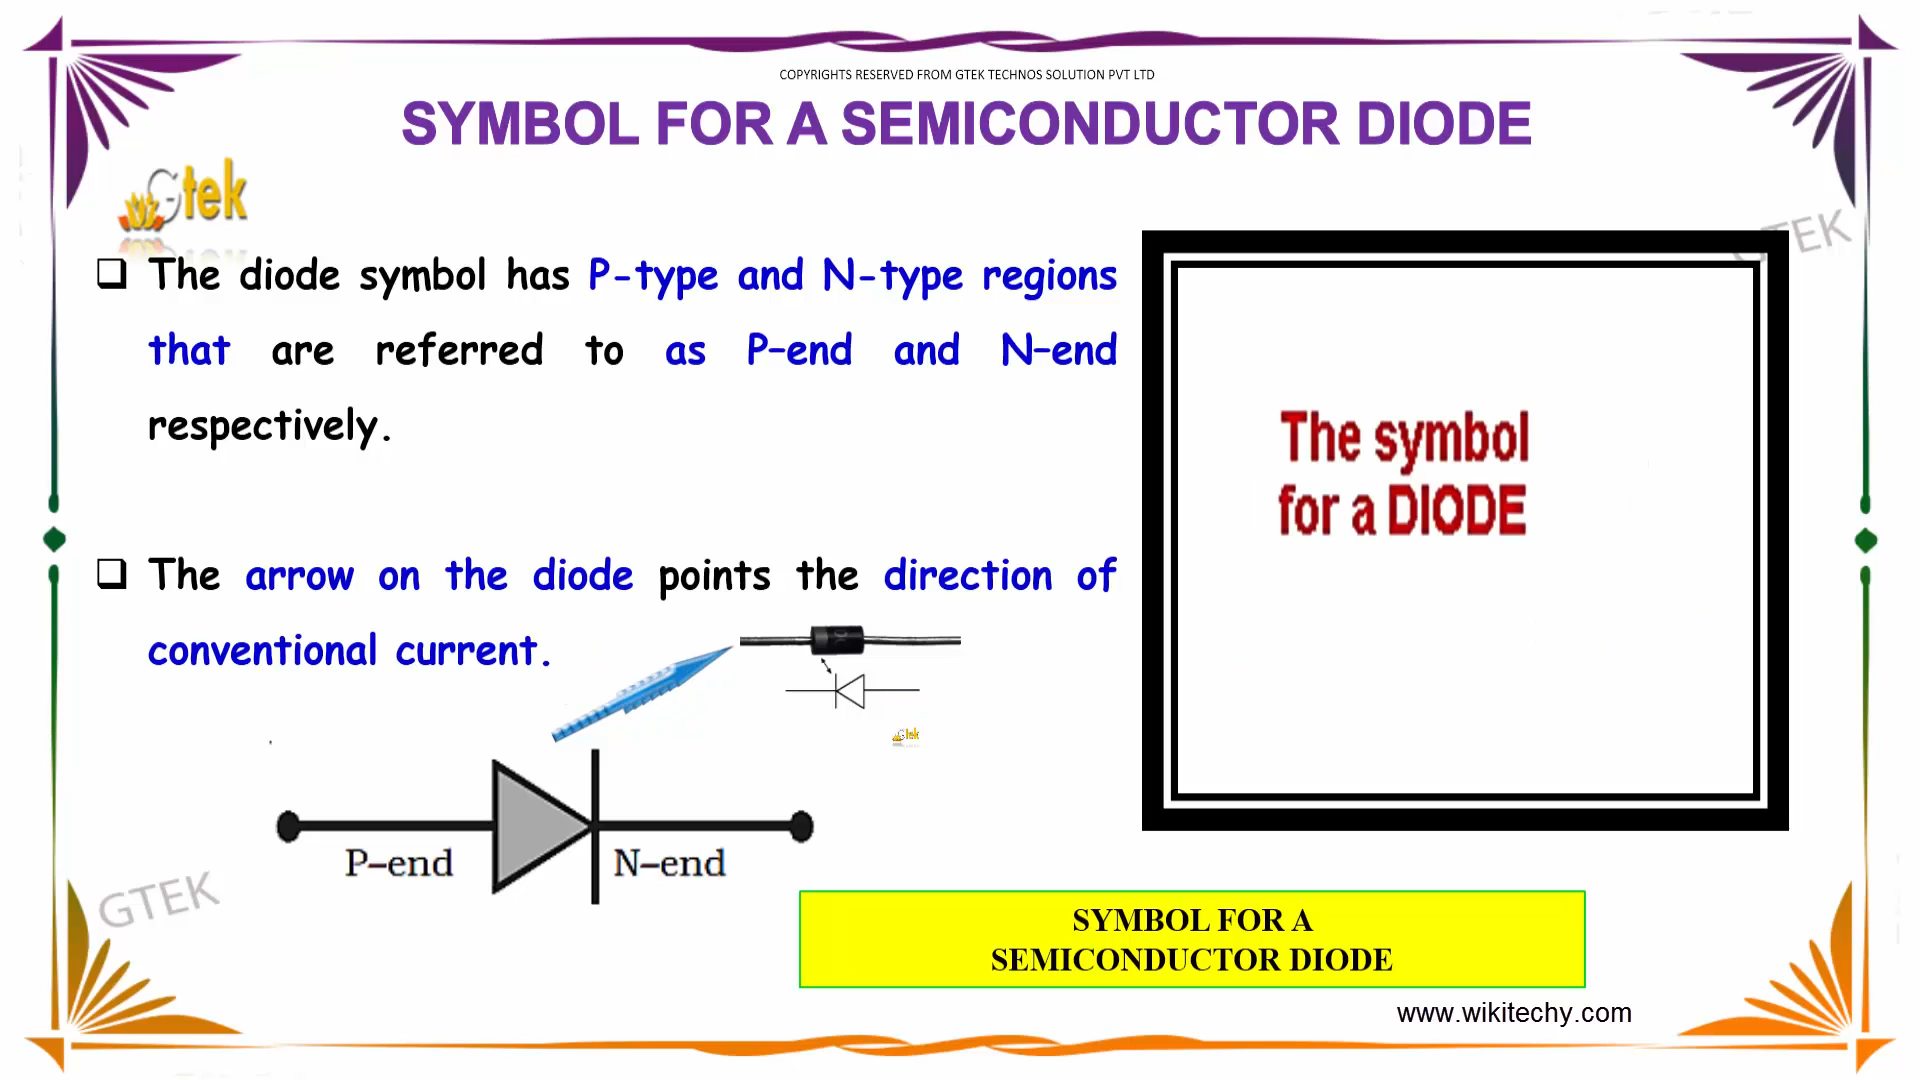 COPYRIGHTS RESERVED FROM GTEK TECHNOS SOLUTION PVT LTD
SYMBOL FOR A SEMICONDUCTOR DIODE
Gtek
GTEK
The diode symbol has P-type and N-type regions
that are referred to as P–end and N–end
respectively.
The symbol
for a DIODE
The arrow on the diode points the direction of
conventional current.
Gtek
P–end
N–end
GTEK
SYMBOL FOR A
SEMICONDUCTOR DIODE
www.wikitechy.com